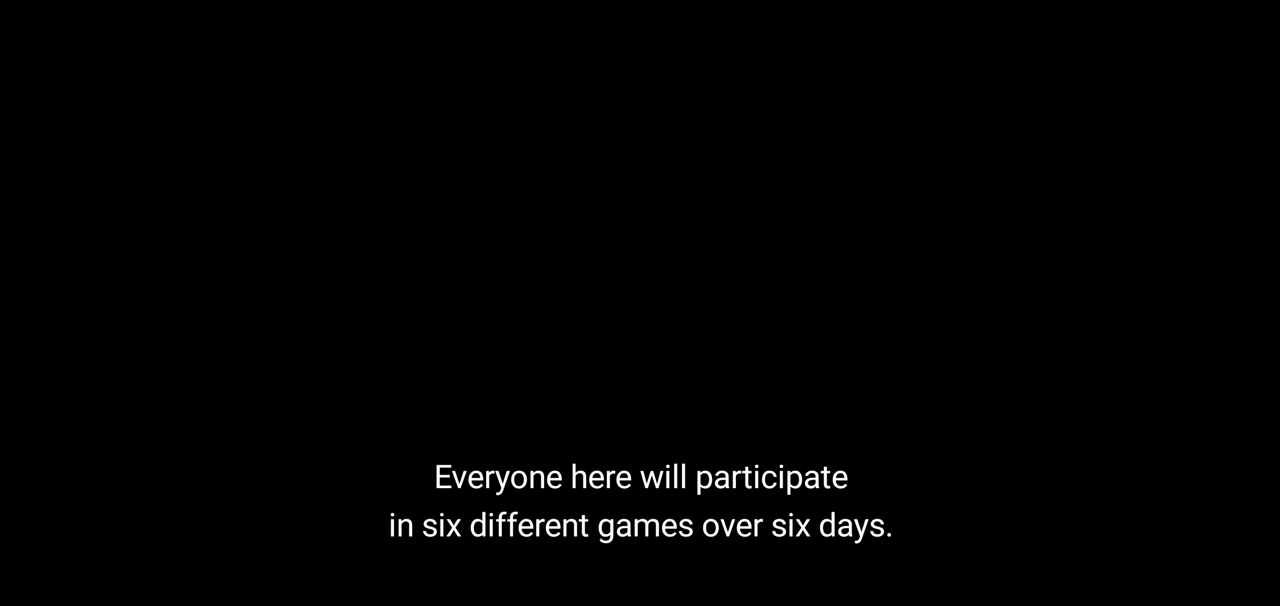 Everyone here will participate
in six different games over six days.